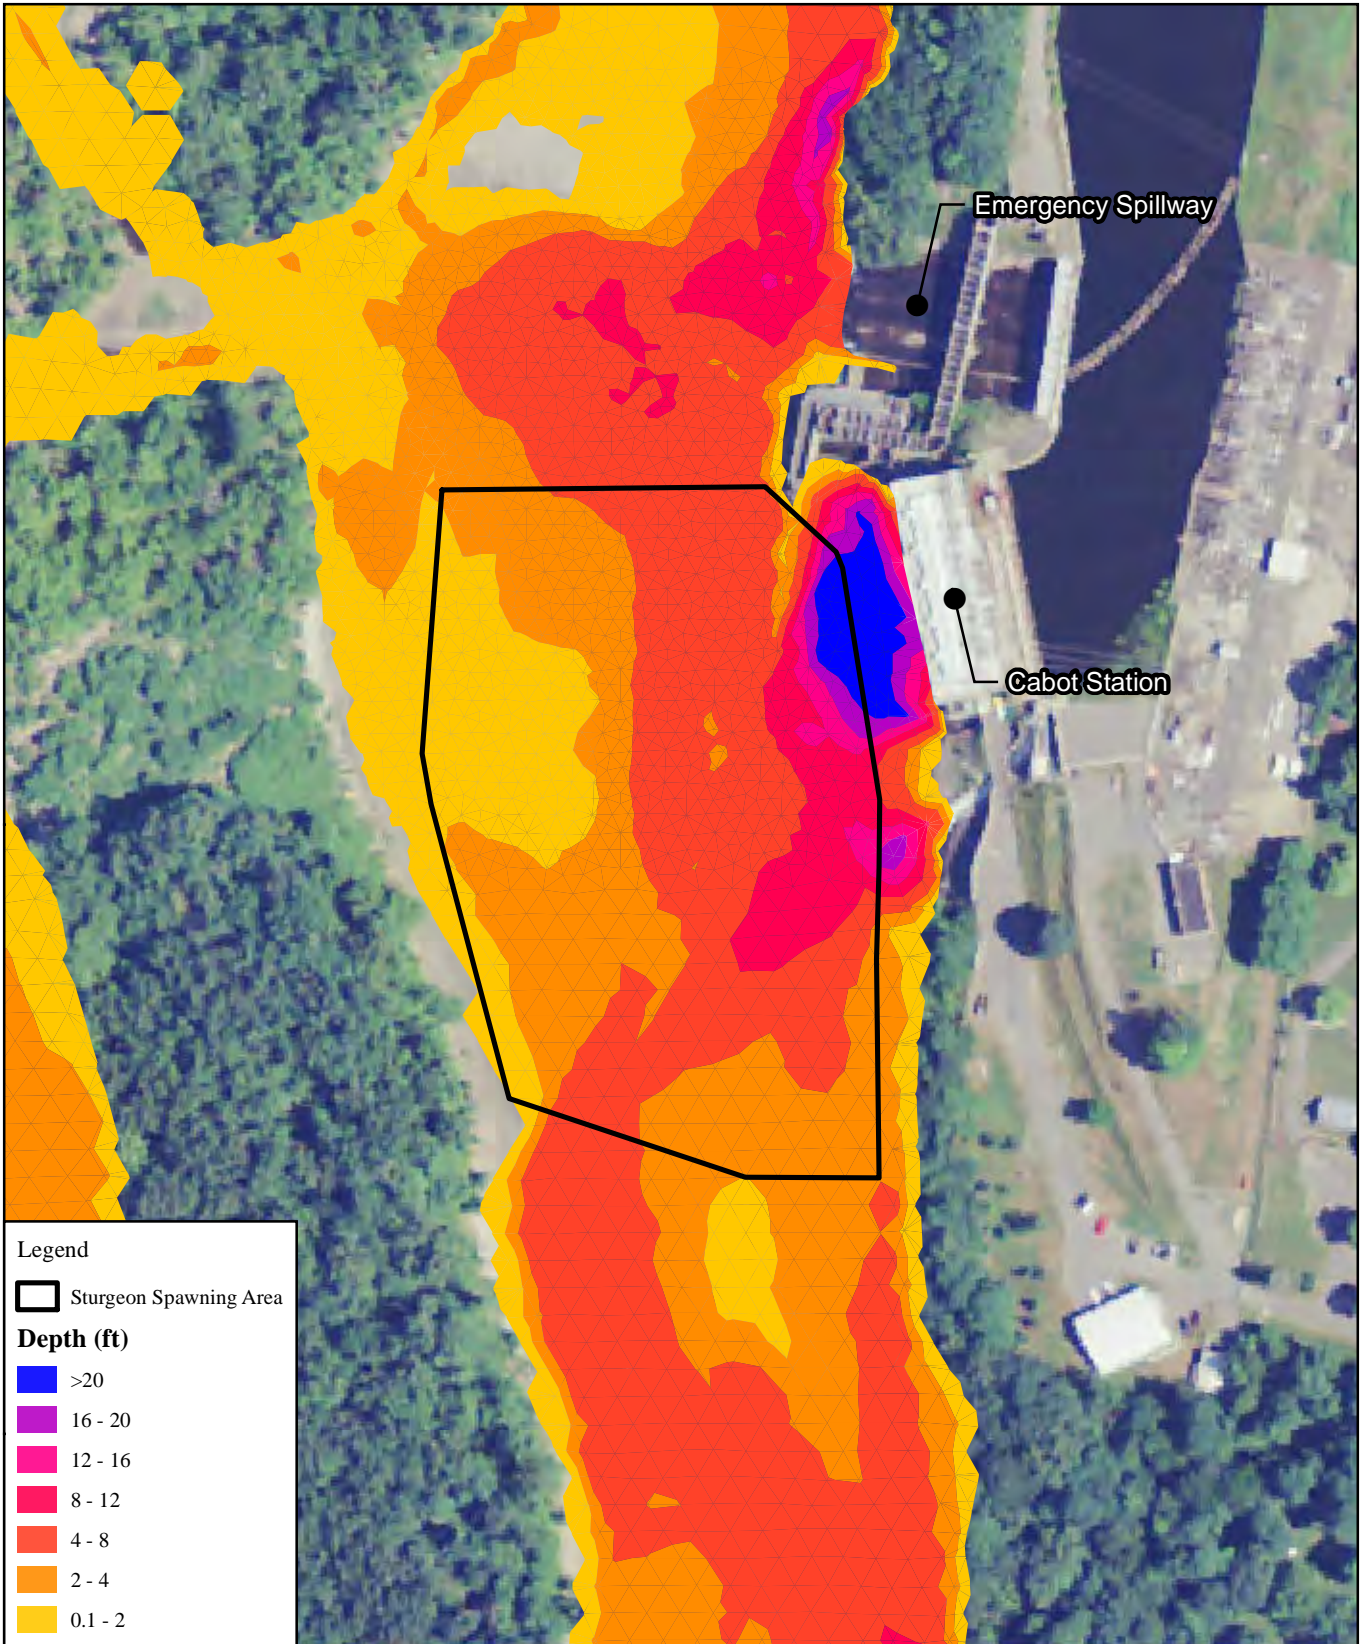 Emergency Spillway
Cabot Station
Legend
Sturgeon Spawning Area
Depth (ft)
>20
16 - 20
12 - 16
8 - 12
4 - 8
2 - 4
0.1 - 2